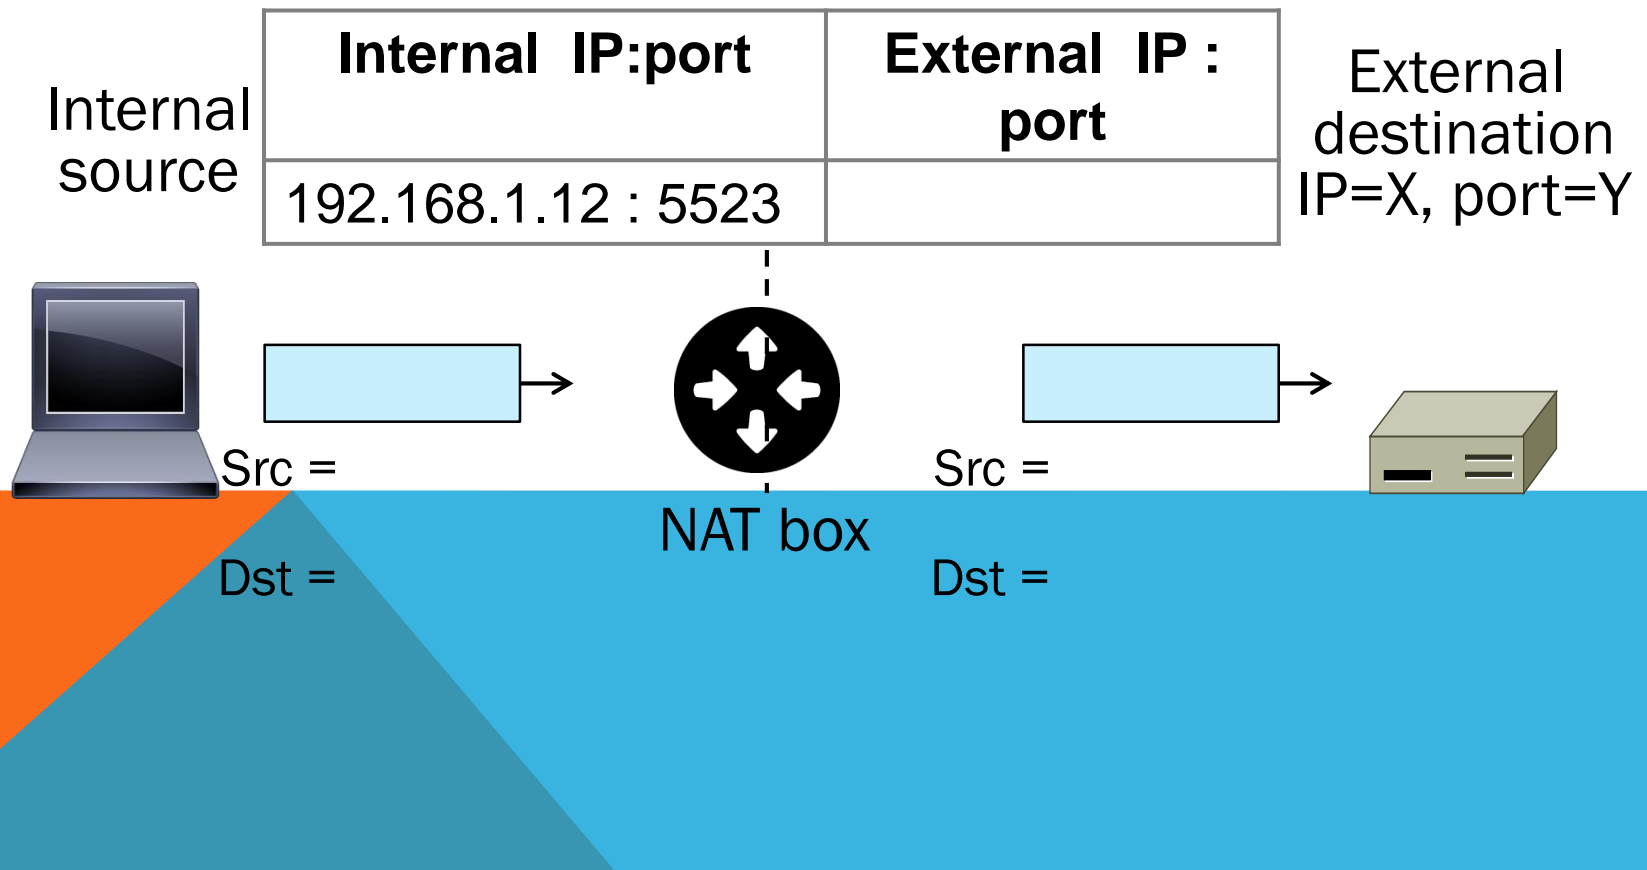 Internal
source
Internal IP:port
External IP :
port
192.168.1.12 : 5523
External
destination
IP=X, port=Y
Src =
Dst =
NAT box
Src =
Dst =